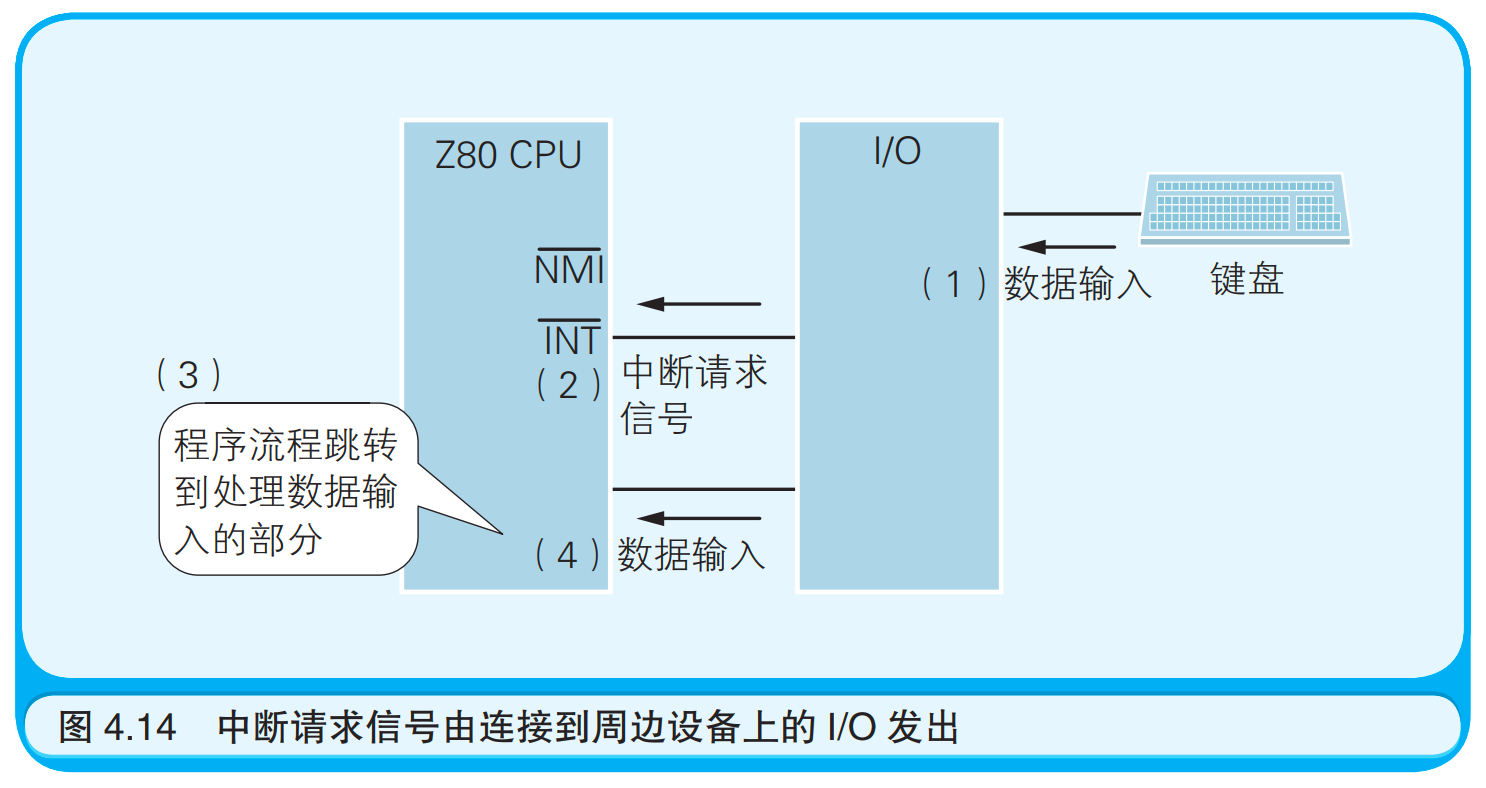 Z80 CPU
I/O
NMI
INT
(2)
中断请求
信号
(1)数据输入
键盘
(3)
程序流程跳转
到处理数据输
入的部分
(4)数据输入
图 4.14 中断请求信号由连接到周边设备上的 I/O 发出